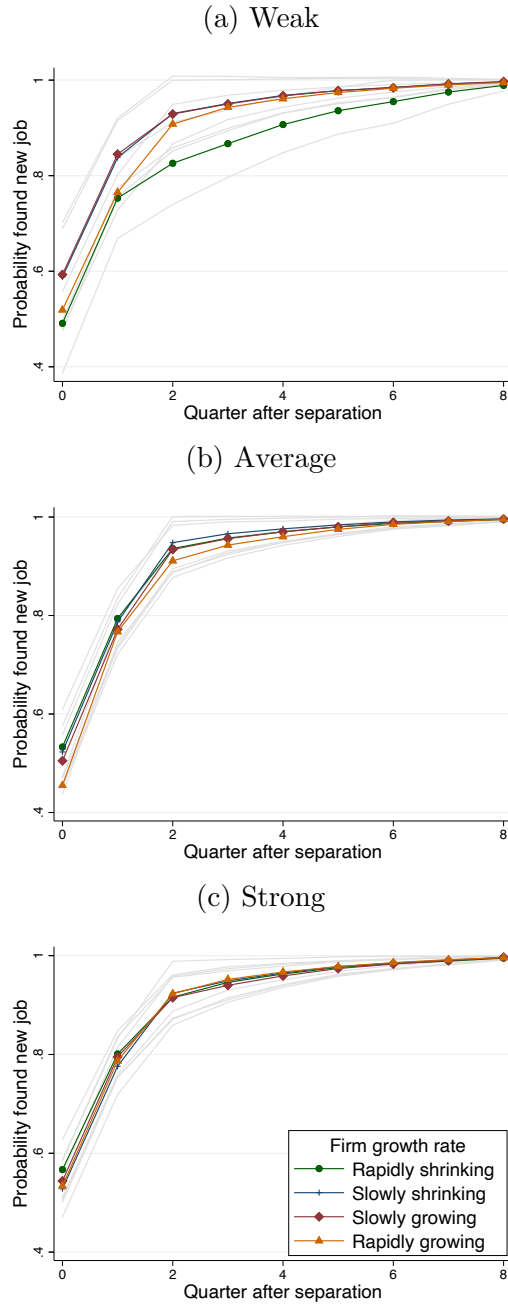 (a) Weak
Probability found new job
1
.8
.6
.4
0 2 4 6 8
Quarter after separation
(b) Average
Probability found new job
1
.8
.6
.4
0 2 4 6 8
Quarter after separation
(c) Strong
Probability found new job
1
.8
.6
.4
Firm growth rate
Rapidly shrinking
Slowly shrinking
Slowly growing
Rapidly growing
0 2 4 6 8
Quarter after separation